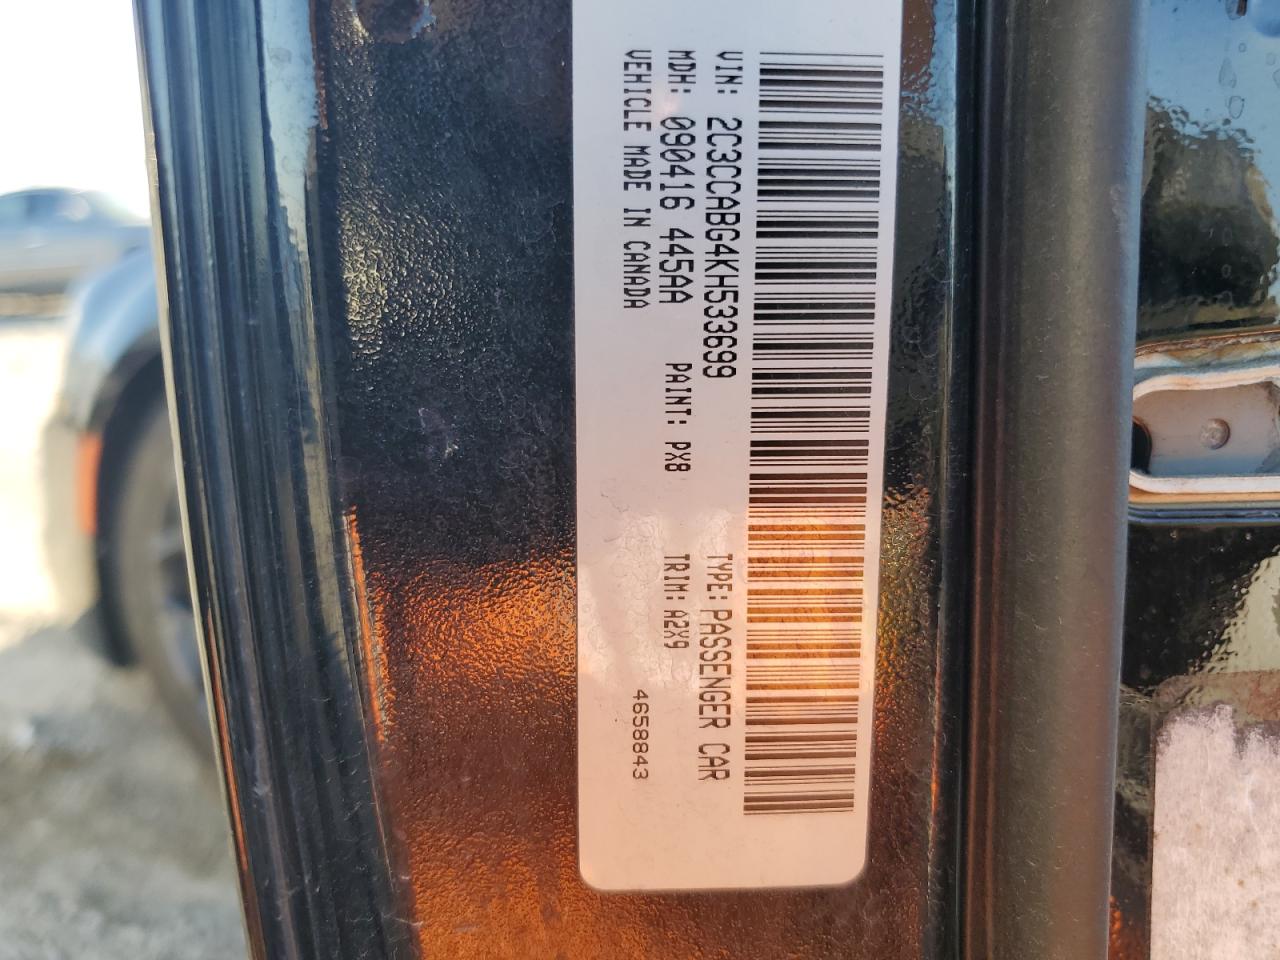 VIN: 2C3CCABG4KH533699 TYPE: PASSENGER CAR
MDH: 090416 445AA PAINT: PX8 TRIM: A2X9
VEHICLE MADE IN CANADA 4658843